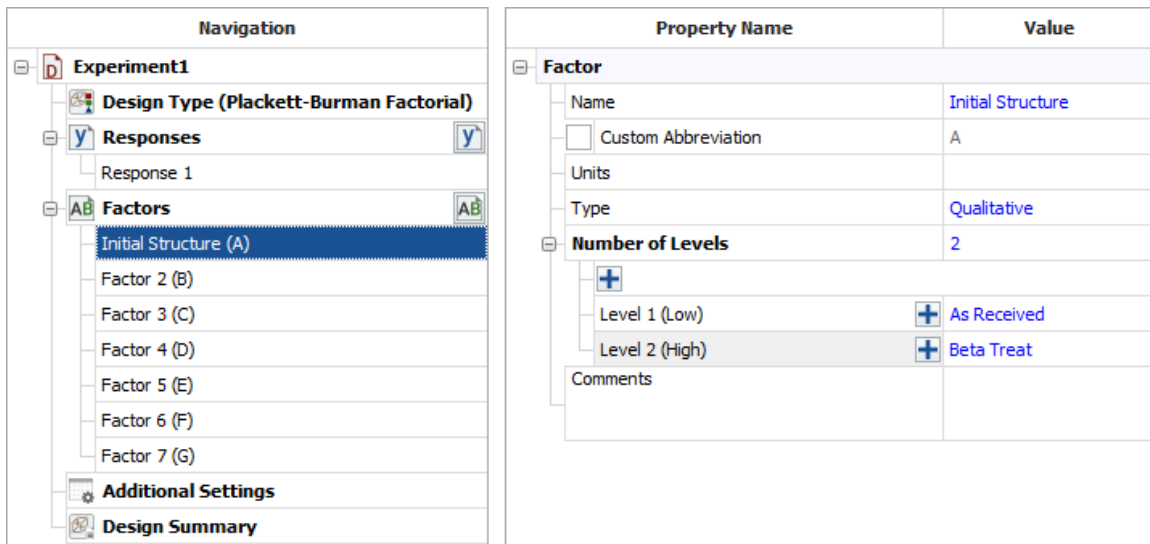 Navigation
Experiment1
Design Type (Plackett-Burman Factorial)
Responses
Response 1
Factors
Initial Structure (A)
Factor 2 (B)
Factor 3 (C)
Factor 4 (D)
Factor 5 (E)
Factor 6 (F)
Factor 7 (G)
Additional Settings
Design Summary
Property Name Value
Factor
Name Initial Structure
Custom Abbreviation A
Units
Type Qualitative
Number of Levels 2
Level 1 (Low) As Received
Level 2 (High) Beta Treat
Comments